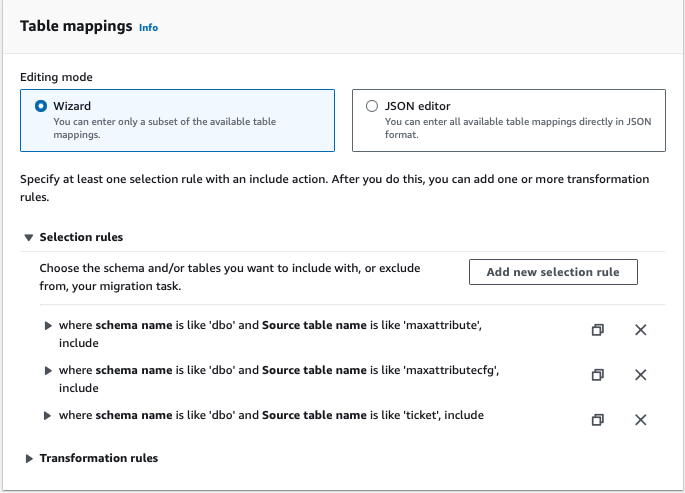 Table mappings Info
Editing mode
Wizard
You can enter only a subset of the available table
mappings.
JSON editor
You can enter all available table mappings directly in JSON
format.
Specify at least one selection rule with an include action. After you do this, you can add one or more transformation
rules.
Selection rules
Choose the schema and/or tables you want to include with, or exclude
from, your migration task.
Add new selection rule
where schema name is like 'dbo' and Source table name is like 'maxattribute',
include
where schema name is like 'dbo' and Source table name is like 'maxattributecfg',
include
where schema name is like 'dbo' and Source table name is like 'ticket', include
Transformation rules